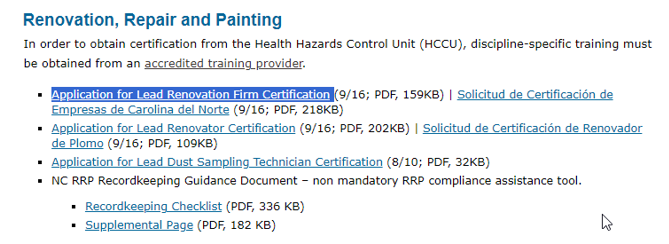 Renovation, Repair and Painting
In order to obtain certification from the Health Hazards Control Unit (HCCU), discipline-specific training must
be obtained from an accredited training provider.
Application for Lead Renovation Firm Certification (9/16; PDF, 159KB) | Solicitud de Certificación de
Empresas de Carolina del Norte (9/16; PDF, 218KB)
Application for Lead Renovator Certification (9/16; PDF, 202KB) | Solicitud de Certificación de Renovador
de Plomo (9/16; PDF, 109KB)
Application for Lead Dust Sampling Technician Certification (8/10; PDF, 32KB)
NC RRP Recordkeeping Guidance Document – non mandatory RRP compliance assistance tool.
Recordkeeping Checklist (PDF, 336 KB)
Supplemental Page (PDF, 182 KB)